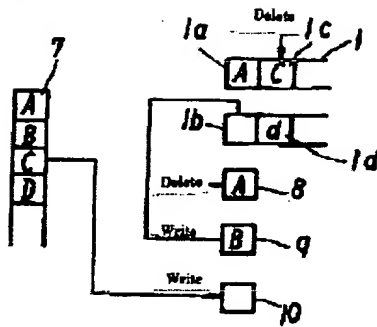 Delete
1a 1c 1
7
A C
A
B
1b d
C
1d
D
Delete A 8
Write B 9
Write
10